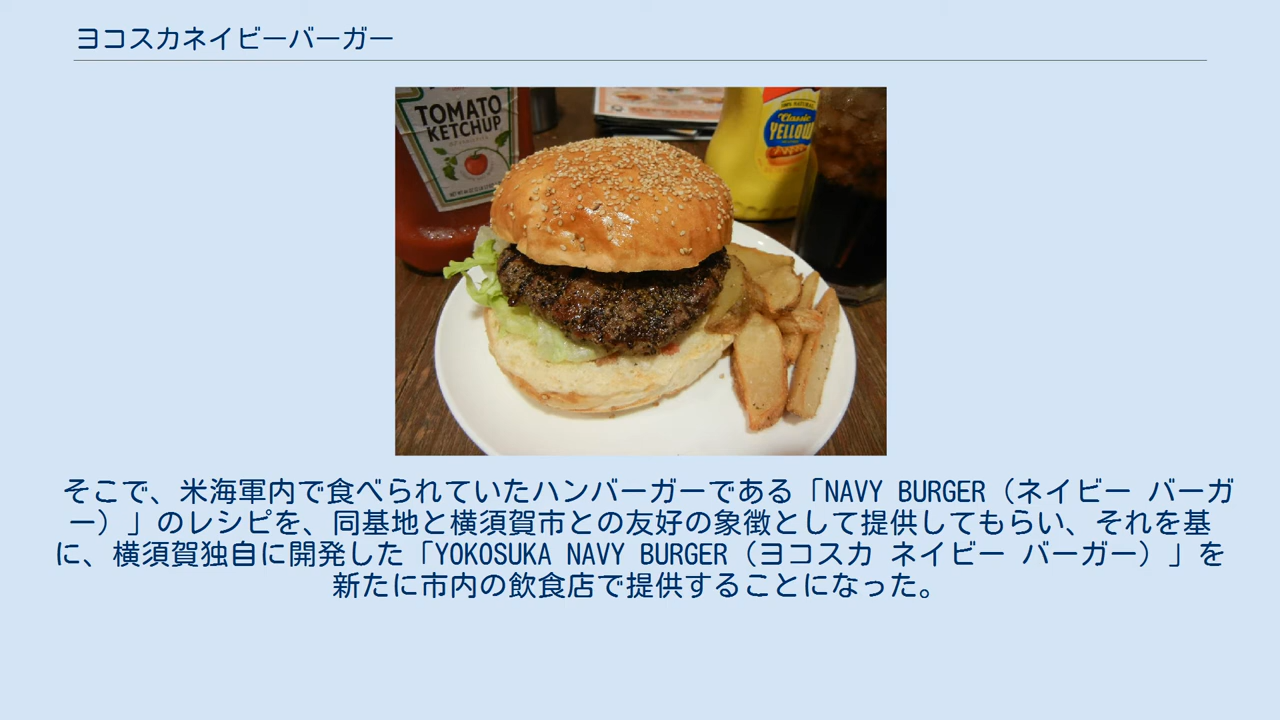 ヨコスカネイビーバーガー
TOMATO
KETCHUP
Classic
YELLOW
そこで、米海軍内で食べられていたハンバーガーである「NAVY BURGER（ネイビー バーガ
ー）」のレシピを、同基地と横須賀市との友好の象徴として提供してもらい、それを基
に、横須賀独自に開発した「YOKOSUKA NAVY BURGER（ヨコスカ ネイビー バーガー）」を
新たに市内の飲食店で提供することになった。